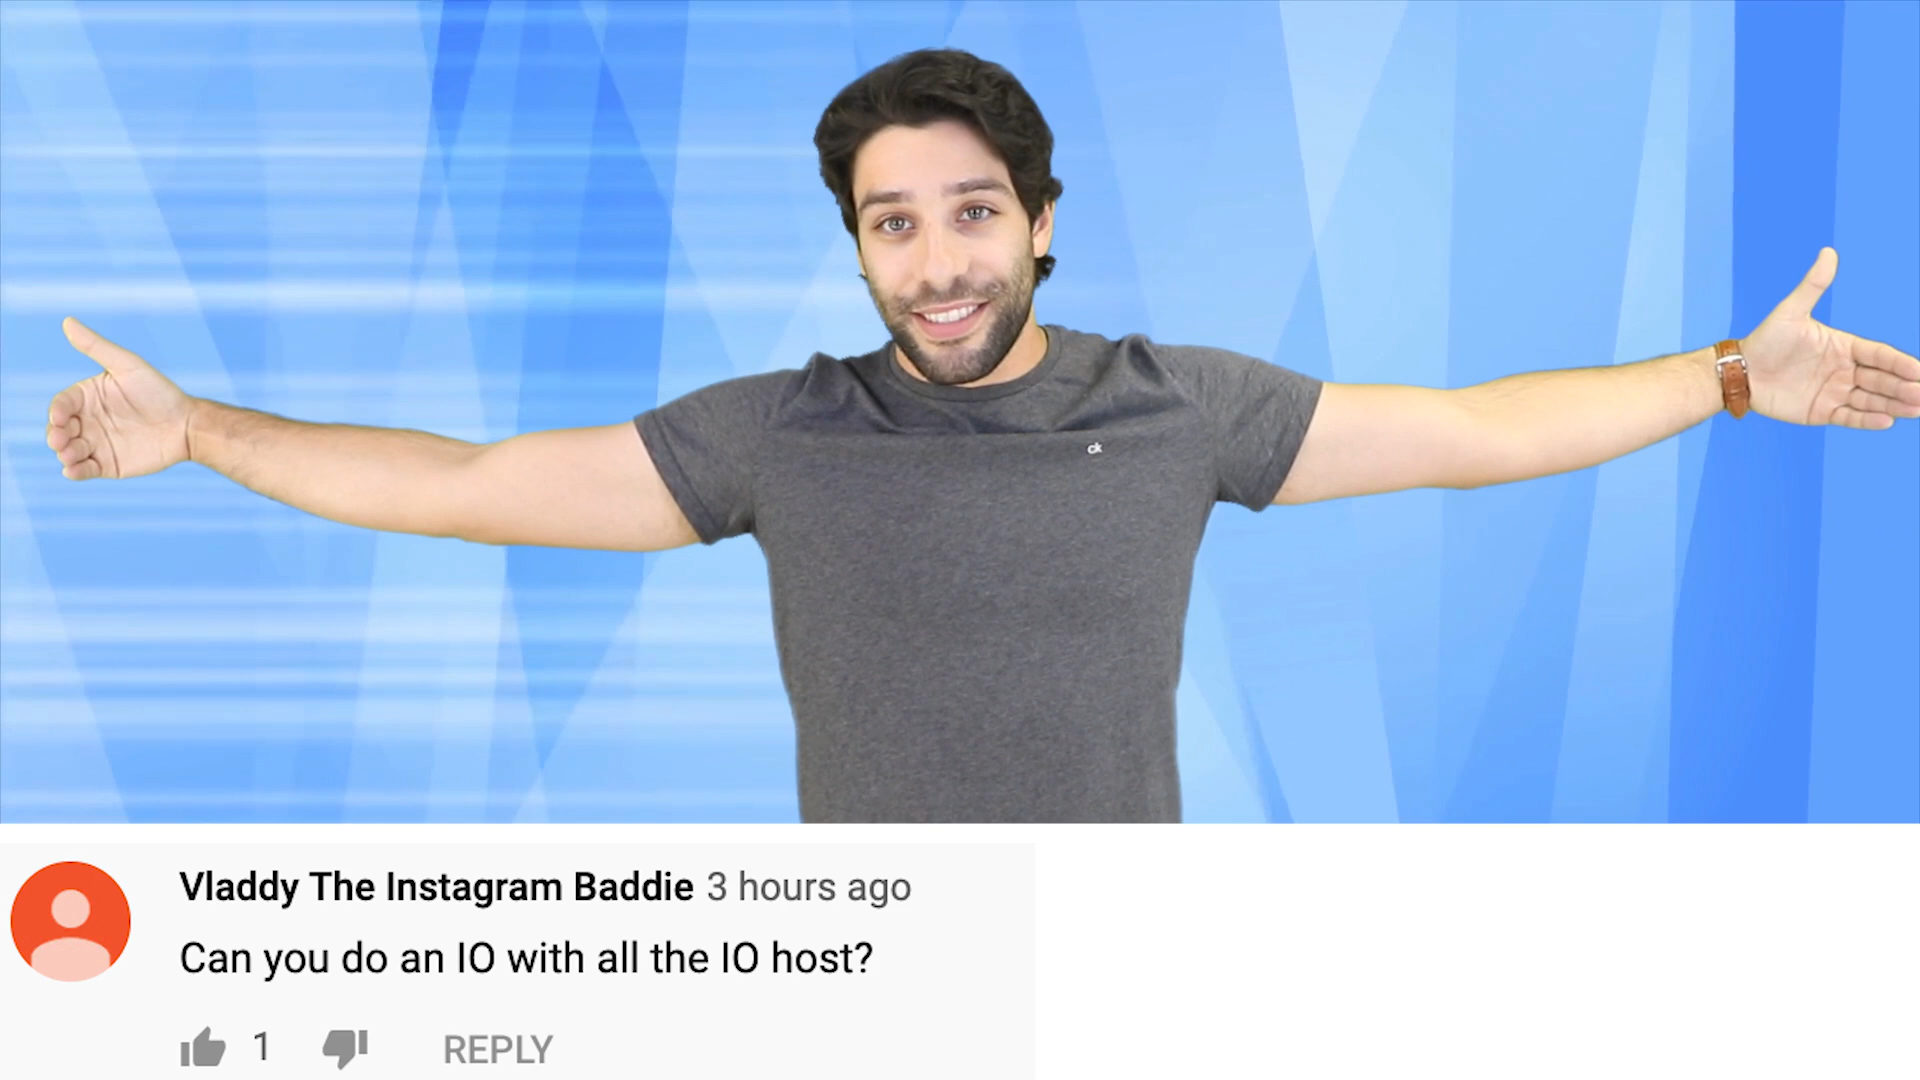 ck
Vladdy The Instagram Baddie 3 hours ago
Can you do an IO with all the IO host?
1
REPLY